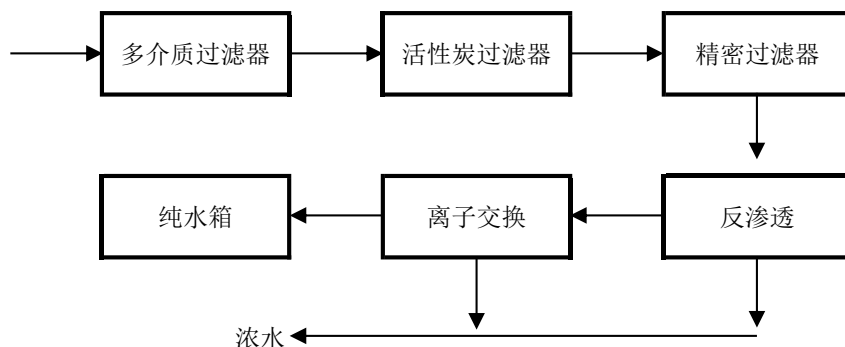 多介质过滤器
活性炭过滤器
精密过滤器
纯水箱
离子交换
反渗透
浓水